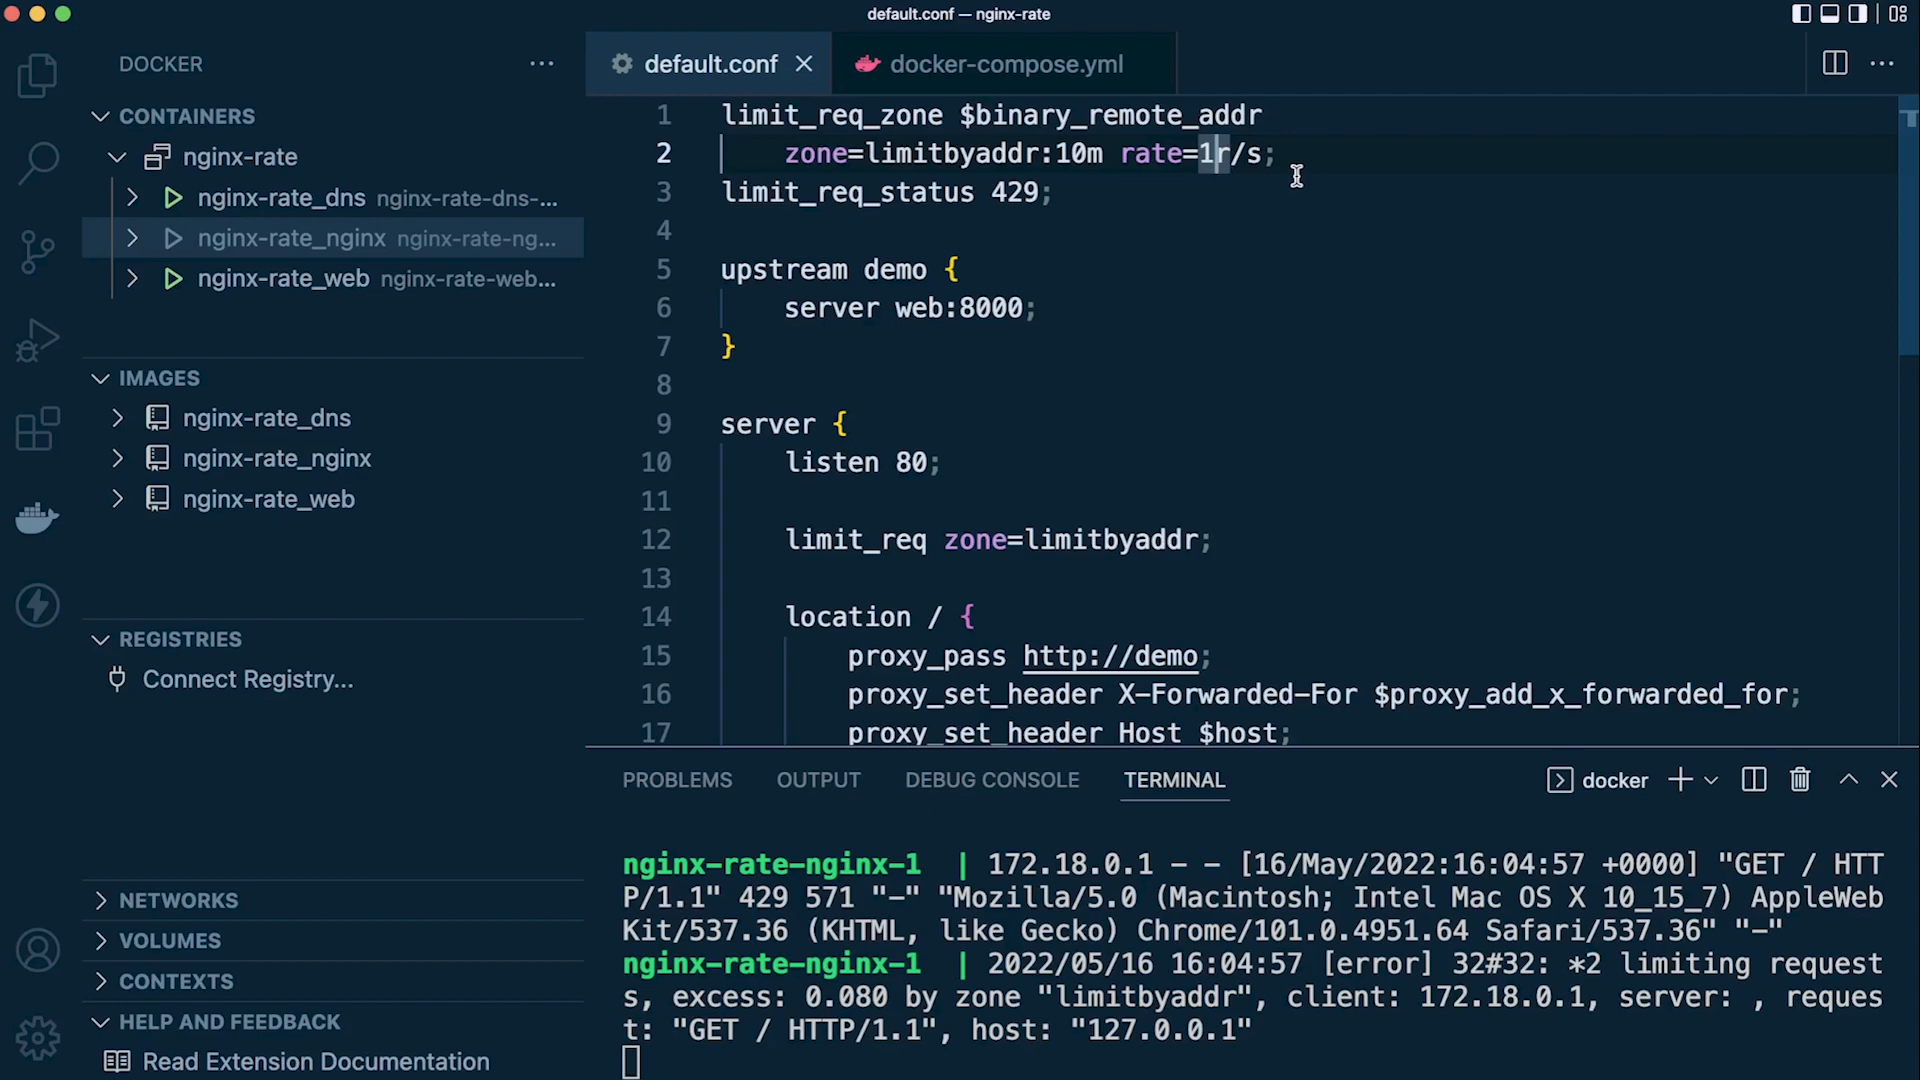 default.conf — nginx-rate
DOCKER
default.conf
docker-compose.yml
CONTAINERS
nginx-rate
nginx-rate_dns nginx-rate-dns-...
nginx-rate_nginx nginx-rate-ng...
nginx-rate_web nginx-rate-web...
IMAGES
nginx-rate_dns
nginx-rate_nginx
nginx-rate_web
REGISTRIES
Connect Registry...
NETWORKS
VOLUMES
CONTEXTS
HELP AND FEEDBACK
Read Extension Documentation
1 limit_req_zone $binary_remote_addr
2 zone=limitbyaddr:10m rate=1r/s;
3 limit_req_status 429;
4
5 upstream demo {
6 server web:8000;
7 }
8
9 server {
10 listen 80;
11
12 limit_req zone=limitbyaddr;
13
14 location / {
15 proxy_pass http://demo;
16 proxy_set_header X-Forwarded-For $proxy_add_x_forwarded_for;
17 proxy_set_header Host $host;
PROBLEMS OUTPUT DEBUG CONSOLE TERMINAL
docker
nginx-rate-nginx-1 | 172.18.0.1 - - [16/May/2022:16:04:57 +0000] "GET / HTT
P/1.1" 429 571 "-" "Mozilla/5.0 (Macintosh; Intel Mac OS X 10_15_7) AppleWeb
Kit/537.36 (KHTML, like Gecko) Chrome/101.0.4951.64 Safari/537.36" "-"
nginx-rate-nginx-1 | 2022/05/16 16:04:57 [error] 32#32: *2 limiting request
s, excess: 0.080 by zone "limitbyaddr", client: 172.18.0.1, server: , reques
t: "GET / HTTP/1.1", host: "127.0.0.1"